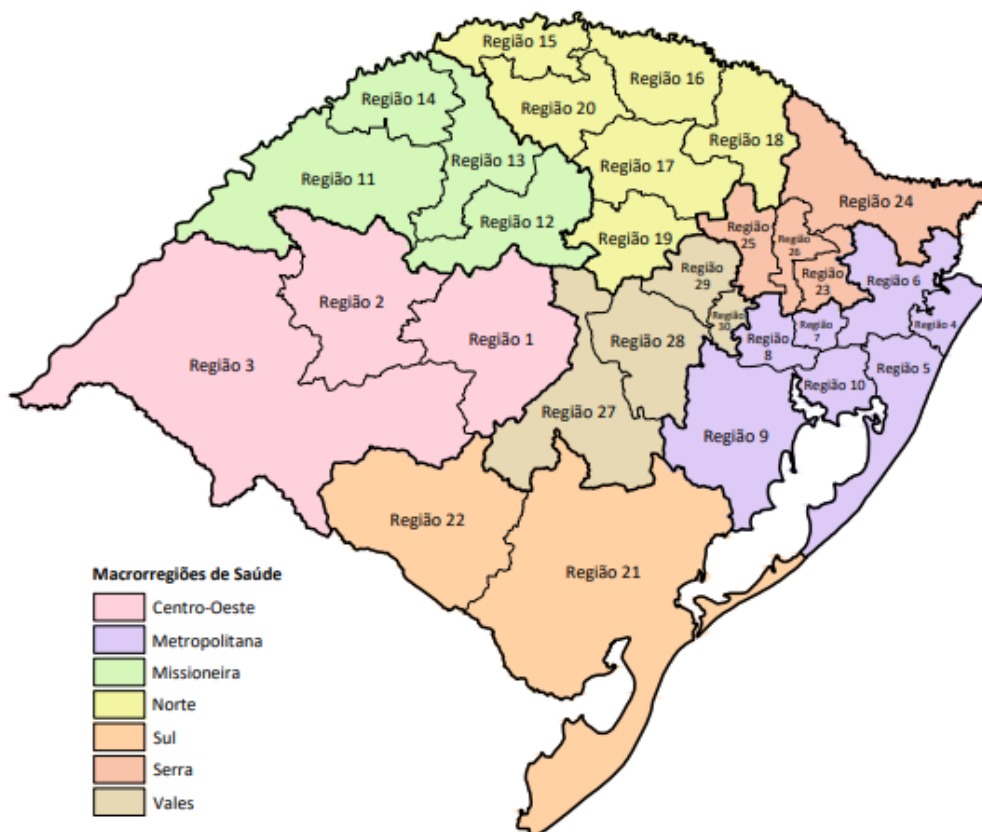 Região 15
Região 16
Região 14
Região 20
Região 18
Região 13
Região 17
Região 11
Região 24
Região 12
Região 19
Região
25
Região
26
Região
29
Região
23
Região 6
Região 2
Região
30
Região 4
Região 1
Região 28
Região
7
Região
8
Região 3
Região 5
Região 10
Região 27
Região 9
Região 22
Região 21
Macrorregiões de Saúde
Centro-Oeste
Metropolitana
Missioneira
Norte
Sul
Serra
Vales